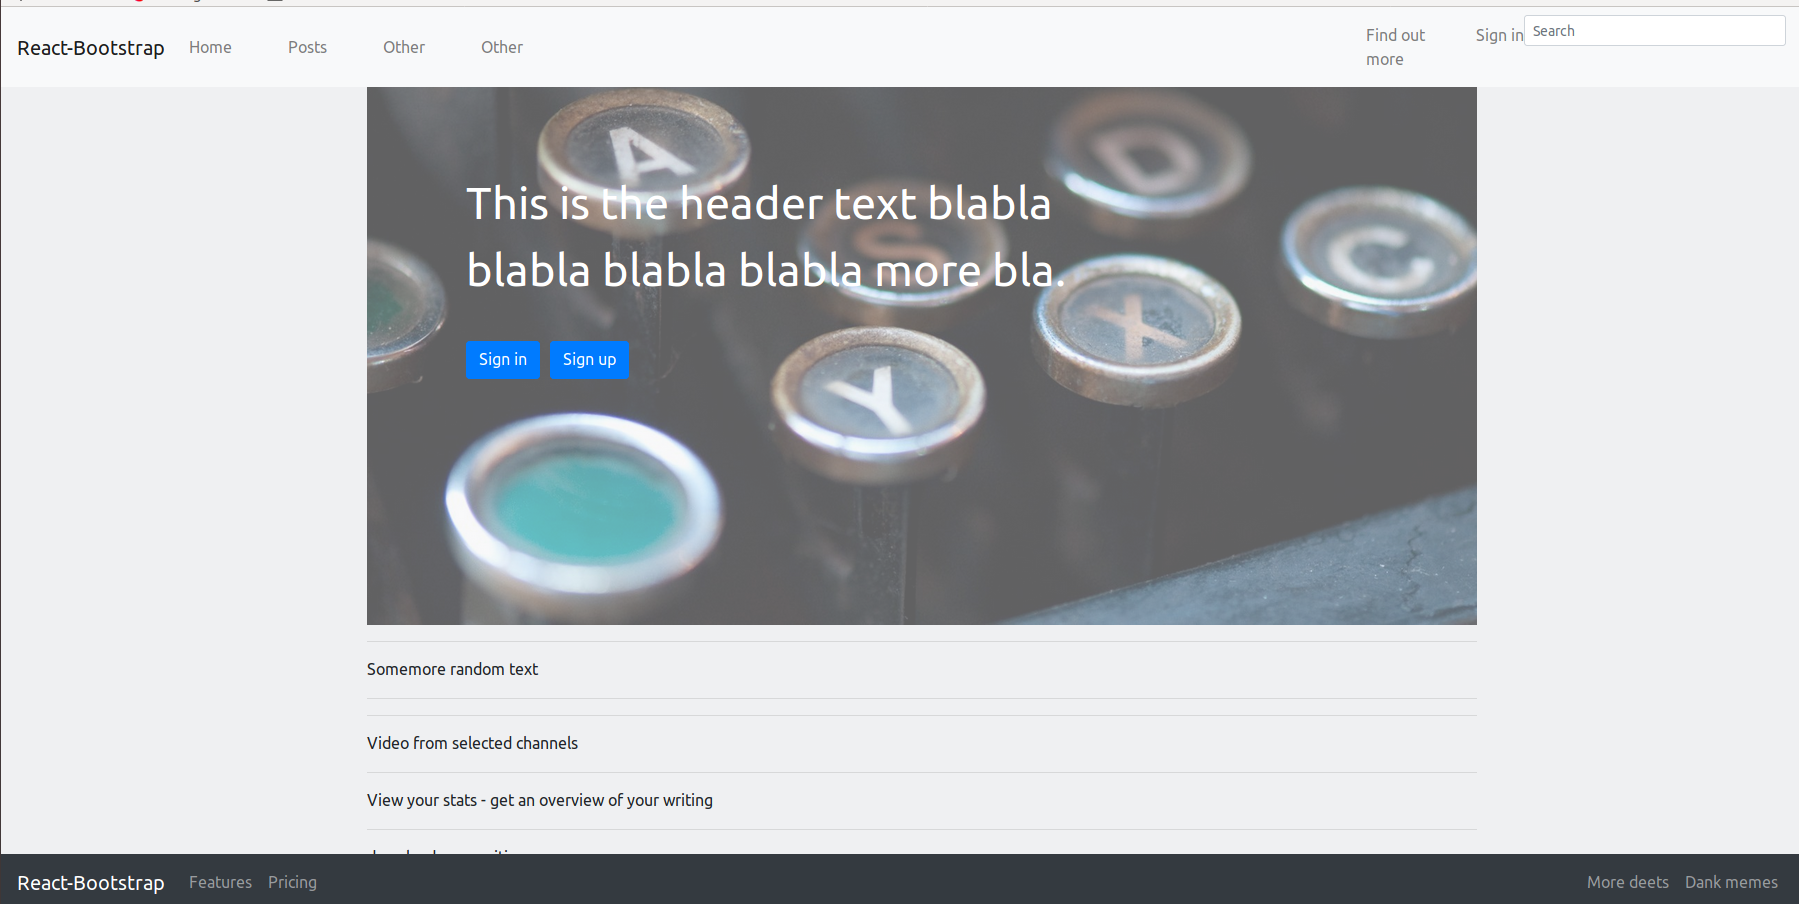 React-Bootstrap Home Posts Other Other Find out more Sign in Search
A D
This is the header text blabla
S C
blabla blabla blabla more bla.
X
Sign in Sign up
Y
Somemore random text
Video from selected channels
View your stats - get an overview of your writing
React-Bootstrap Features Pricing More deets Dank memes